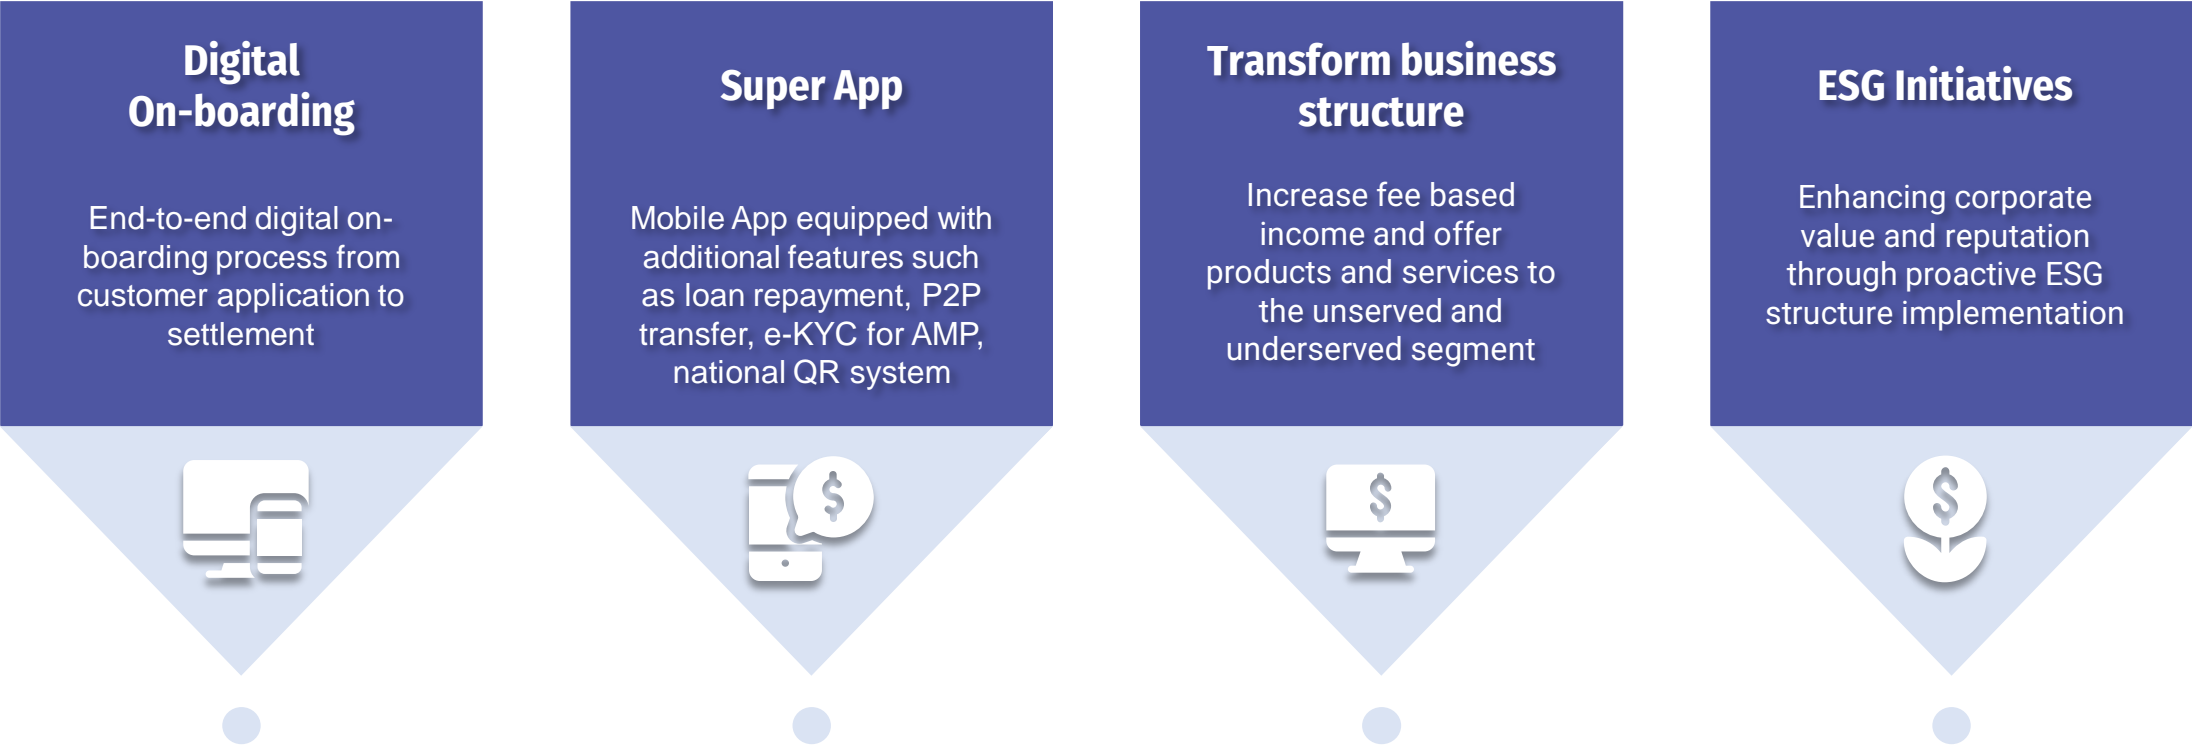 Digital
On-boarding
End-to-end digital on-
boarding process from
customer application to
settlement
Super App
Mobile App equipped with
additional features such
as loan repayment, P2P
transfer, e-KYC for AMP,
national QR system
Transform business
structure
Increase fee based
income and offer
products and services to
the unserved and
underserved segment
ESG Initiatives
Enhancing corporate
value and reputation
through proactive ESG
structure implementation
$
$
$